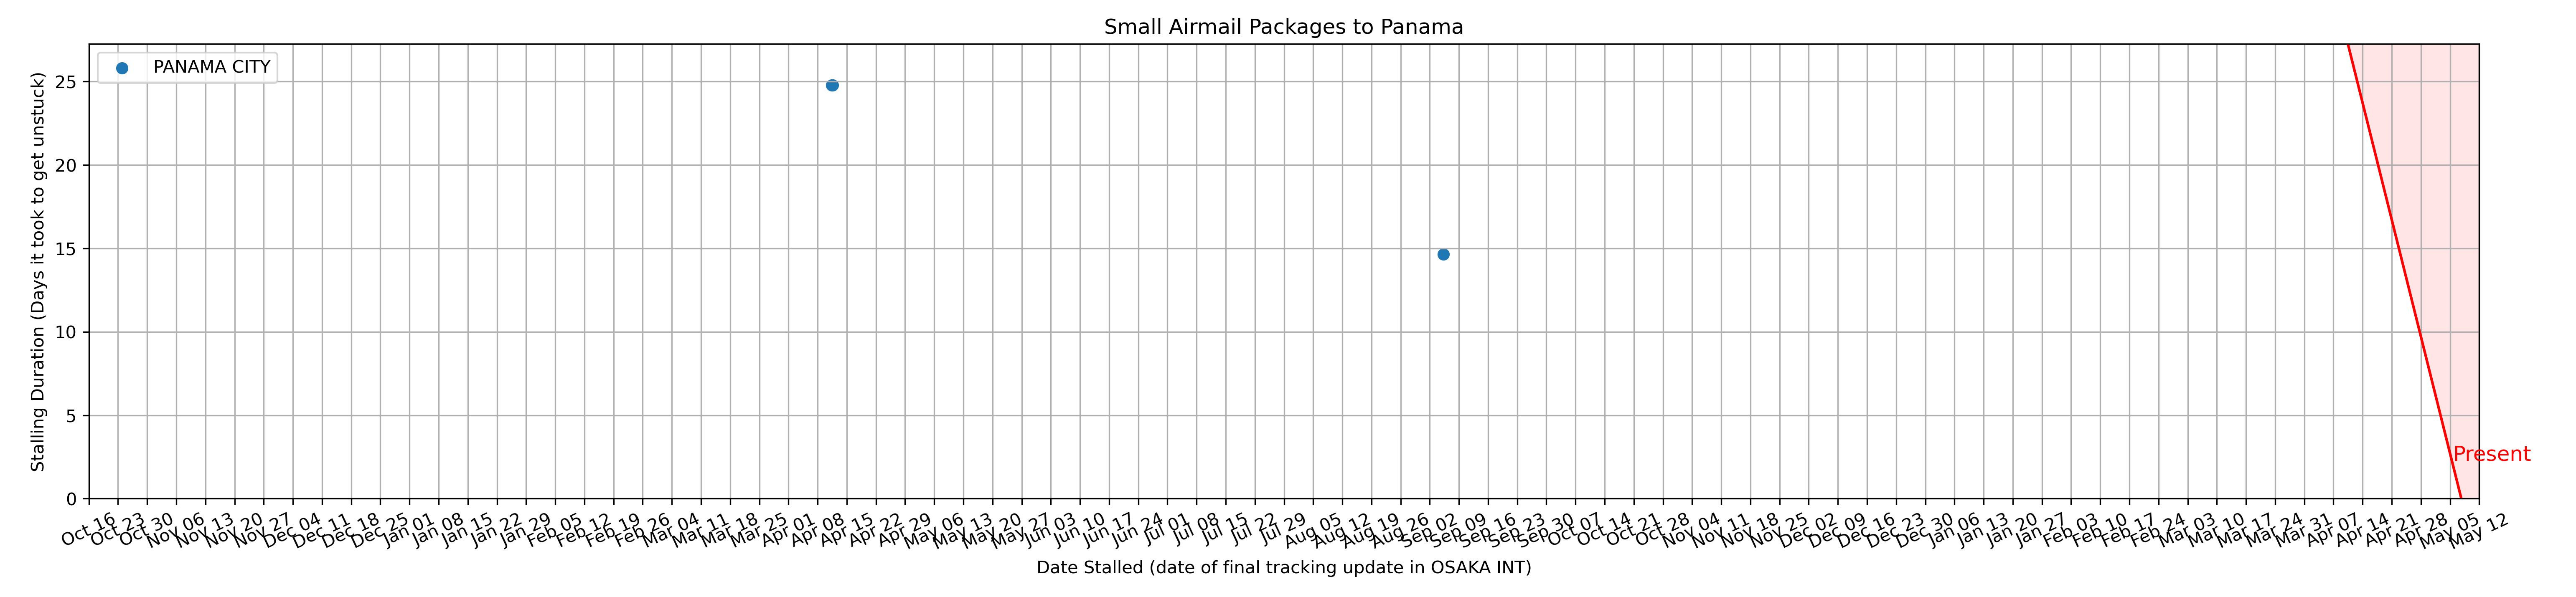 Small Airmail Packages to Panama
PANAMA CITY
Stalling Duration (Days it took to get unstuck)
25
20
15
10
5
0
Present
Oct 16
Oct 23
Oct 30
Nov 06
Nov 13
Nov 20
Nov 27
Dec 04
Dec 11
Dec 18
Dec 25
Jan 01
Jan 08
Jan 15
Jan 22
Jan 29
Feb 05
Feb 12
Feb 19
Feb 26
Mar 04
Mar 11
Mar 18
Mar 25
Apr 01
Apr 08
Apr 15
Apr 22
Apr 29
May 06
May 13
May 20
May 27
Jun 03
Jun 10
Jun 17
Jun 24
Jul 01
Jul 08
Jul 15
Jul 22
Jul 29
Aug 05
Aug 12
Aug 19
Aug 26
Sep 02
Sep 09
Sep 16
Sep 23
Sep 30
Oct 07
Oct 14
Oct 21
Oct 28
Nov 04
Nov 11
Nov 18
Nov 25
Dec 02
Dec 09
Dec 16
Dec 23
Dec 30
Jan 06
Jan 13
Jan 20
Jan 27
Feb 03
Feb 10
Feb 17
Feb 24
Mar 03
Mar 10
Mar 17
Mar 24
Mar 31
Apr 07
Apr 14
Apr 21
Apr 28
May 05
May 12
Date Stalled (date of final tracking update in OSAKA INT)